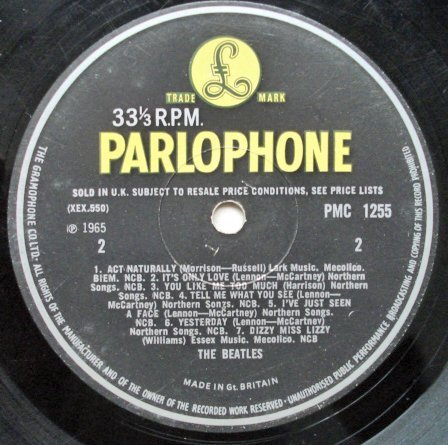 £
TRADE MARK
33⅓ R.P.M.
PARLOPHONE
SOLD IN U.K. SUBJECT TO RESALE PRICE CONDITIONS, SEE PRICE LISTS
(XEX.550) PMC 1255
℗ 1965
2 2
1. ACT NATURALLY (Morrison—Russell) Lark Music. Mecolico.
BIEM. NCB. 2. IT'S ONLY LOVE (Lennon—McCartney) Northern
Songs. NCB. 3. YOU LIKE ME TOO MUCH (Harrison) Northern
Songs. NCB. 4. TELL ME WHAT YOU SEE (Lennon—
McCartney) Northern Songs. NCB. 5. I'VE JUST SEEN
A FACE (Lennon—McCartney) Northern Songs.
NCB. 6. YESTERDAY (Lennon—McCartney)
Northern Songs. NCB. 7. DIZZY MISS LIZZY
(Williams) Essex Music. Mecolico. NCB
THE BEATLES
MADE IN Gt. BRITAIN
THE GRAMOPHONE CO. LTD. ALL RIGHTS OF THE MANUFACTURER AND OF THE OWNER OF THE RECORDED WORK RESERVED · UNAUTHORISED PUBLIC PERFORMANCE BROADCASTING AND COPYING OF THIS RECORD PROHIBITED